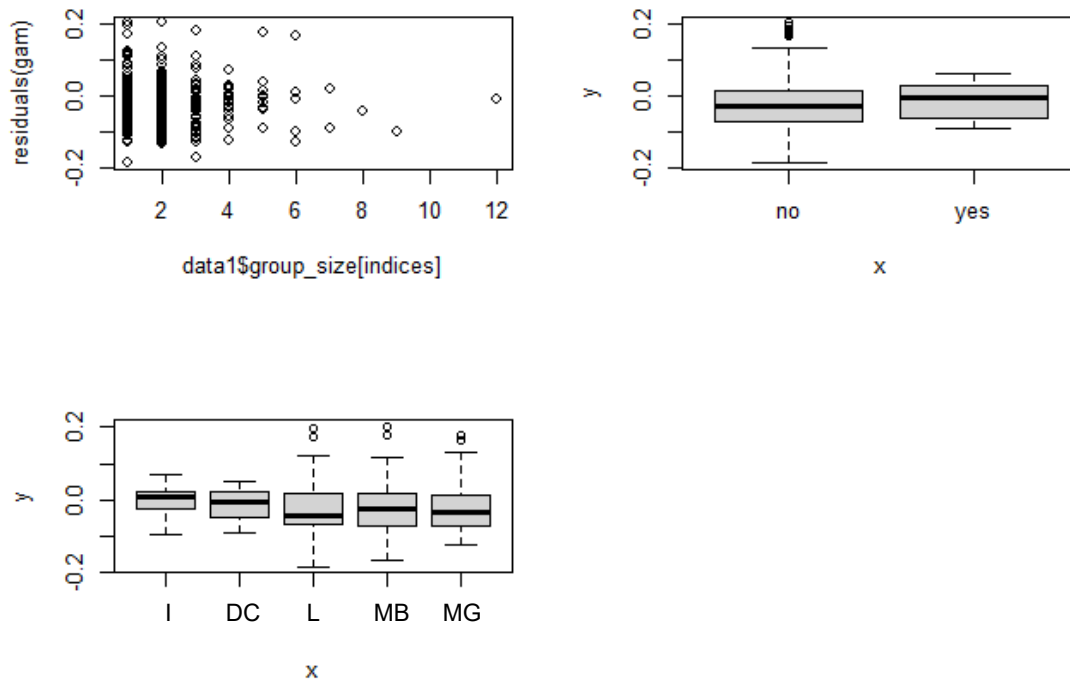 residuals(gam)
0.2
0.0
-0.2
2 4 6 8 10 12
data1$group_size[indices]
y
0.2
0.0
-0.2
no yes
x
y
0.2
0.0
-0.2
I DC L MB MG
x